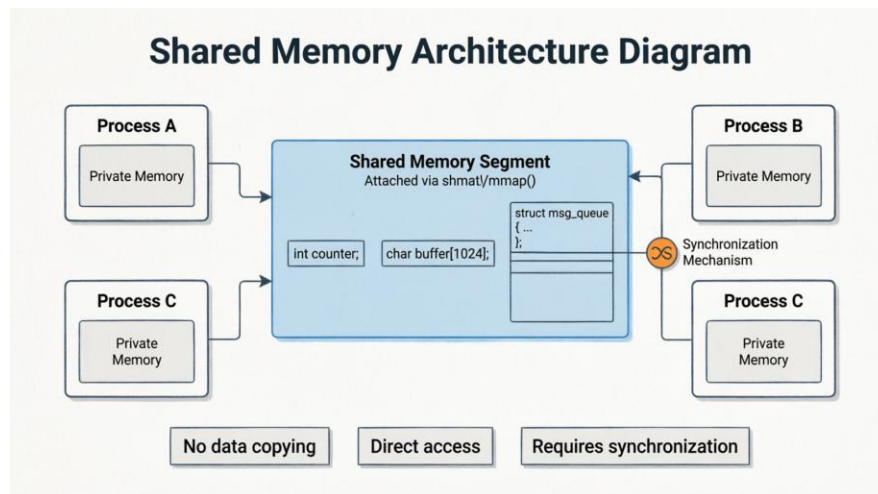 Shared Memory Architecture Diagram
Process A
Private Memory
Process B
Private Memory
Shared Memory Segment
Attached via shmat\/mmap()
int counter;
char buffer[1024];
struct msg_queue
{ ...
};
Synchronization
Mechanism
Process C
Private
Memory
Process C
Private
Memory
No data copying
Direct access
Requires synchronization